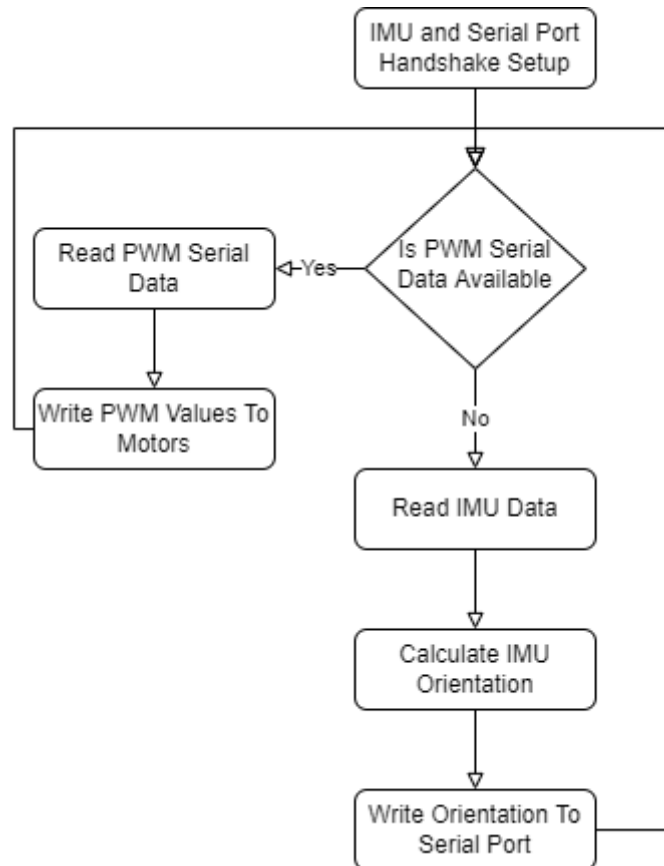 IMU and Serial Port
Handshake Setup
Is PWM Serial
Data Available
Yes
Read PWM Serial
Data
Write PWM Values To
Motors
No
Read IMU Data
Calculate IMU
Orientation
Write Orientation To
Serial Port